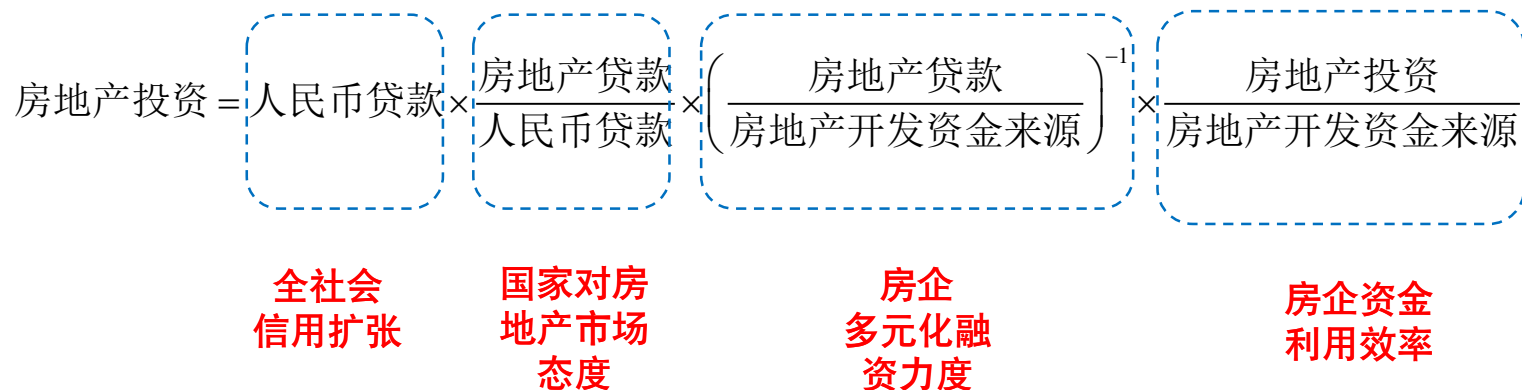 房地产投资=人民币贷款×房地产贷款/人民币贷款×(房地产贷款/房地产开发资金来源)^-1×房地产投资/房地产开发资金来源
全社会
信用扩张
国家对房
地产市场
态度
房企
多元化融
资力度
房企资金
利用效率